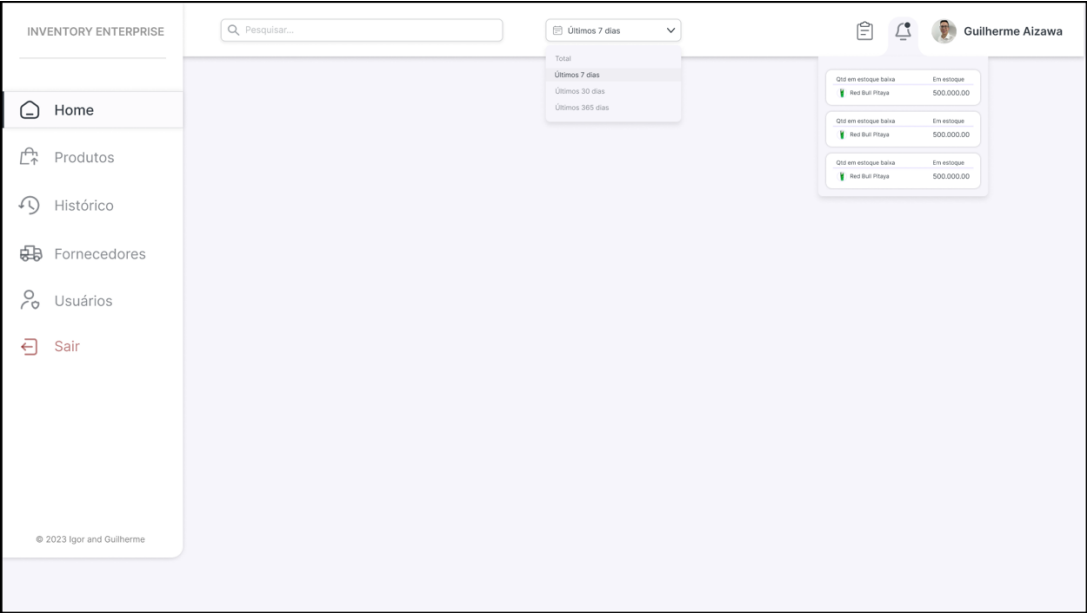 INVENTORY ENTERPRISE
Home
Produtos
Histórico
Fornecedores
Usuários
Sair
© 2023 Igor and Guilherme
Pesquisar...
Últimos 7 dias
Total
Últimos 7 dias
Últimos 30 dias
Últimos 365 dias
Guilherme Aizawa
Qtd em estoque baixa Em estoque
Red Bull Pitaya 500.000.00
Qtd em estoque baixa Em estoque
Red Bull Pitaya 500.000.00
Qtd em estoque baixa Em estoque
Red Bull Pitaya 500.000.00